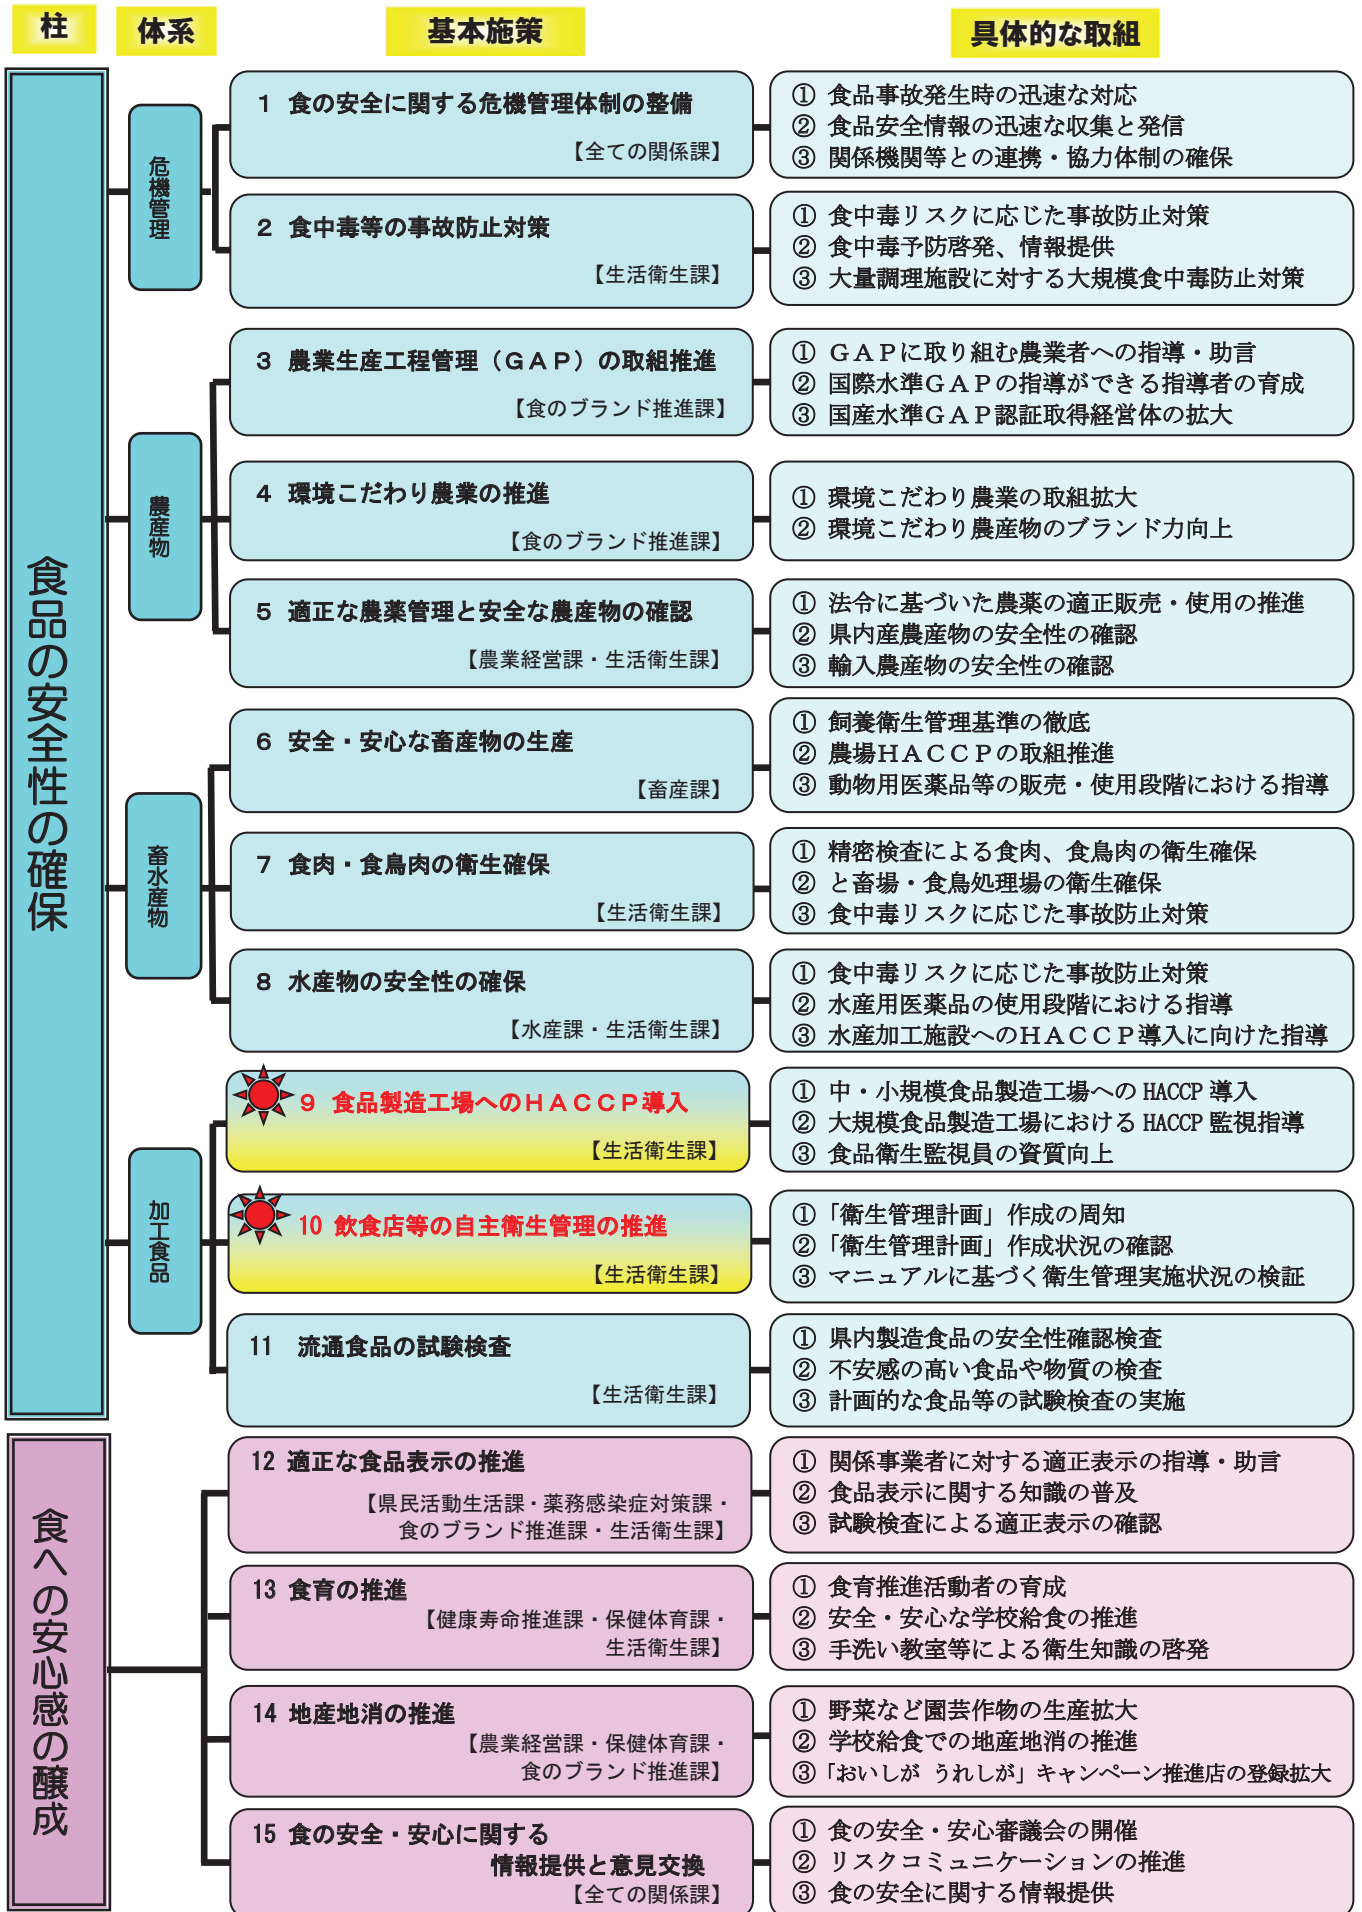 柱
体系
基本施策
具体的な取組
食品の安全性の確保
危機管理
1 食の安全に関する危機管理体制の整備
【全ての関係課】
① 食品事故発生時の迅速な対応
② 食品安全情報の迅速な収集と発信
③ 関係機関等との連携・協力体制の確保
2 食中毒等の事故防止対策
【生活衛生課】
① 食中毒リスクに応じた事故防止対策
② 食中毒予防啓発、情報提供
③ 大量調理施設に対する大規模食中毒防止対策
農産物
3 農業生産工程管理（ＧＡＰ）の取組推進
【食のブランド推進課】
① ＧＡＰに取り組む農業者への指導・助言
② 国際水準ＧＡＰの指導ができる指導者の育成
③ 国産水準ＧＡＰ認証取得経営体の拡大
4 環境こだわり農業の推進
【食のブランド推進課】
① 環境こだわり農業の取組拡大
② 環境こだわり農産物のブランド力向上
5 適正な農薬管理と安全な農産物の確認
【農業経営課・生活衛生課】
① 法令に基づいた農薬の適正販売・使用の推進
② 県内産農産物の安全性の確認
③ 輸入農産物の安全性の確認
畜水産物
6 安全・安心な畜産物の生産
【畜産課】
① 飼養衛生管理基準の徹底
② 農場ＨＡＣＣＰの取組推進
③ 動物用医薬品等の販売・使用段階における指導
7 食肉・食鳥肉の衛生確保
【生活衛生課】
① 精密検査による食肉、食鳥肉の衛生確保
② と畜場・食鳥処理場の衛生確保
③ 食中毒リスクに応じた事故防止対策
8 水産物の安全性の確保
【水産課・生活衛生課】
① 食中毒リスクに応じた事故防止対策
② 水産用医薬品の使用段階における指導
③ 水産加工施設へのＨＡＣＣＰ導入に向けた指導
加工食品
9 食品製造工場へのＨＡＣＣＰ導入
【生活衛生課】
① 中・小規模食品製造工場への HACCP 導入
② 大規模食品製造工場における HACCP 監視指導
③ 食品衛生監視員の資質向上
10 飲食店等の自主衛生管理の推進
【生活衛生課】
①「衛生管理計画」作成の周知
②「衛生管理計画」作成状況の確認
③ マニュアルに基づく衛生管理実施状況の検証
11 流通食品の試験検査
【生活衛生課】
① 県内製造食品の安全性確認検査
② 不安感の高い食品や物質の検査
③ 計画的な食品等の試験検査の実施
食への安心感の醸成
12 適正な食品表示の推進
【県民活動生活課・薬務感染症対策課・
食のブランド推進課・生活衛生課】
① 関係事業者に対する適正表示の指導・助言
② 食品表示に関する知識の普及
③ 試験検査による適正表示の確認
13 食育の推進
【健康寿命推進課・保健体育課・
生活衛生課】
① 食育推進活動者の育成
② 安全・安心な学校給食の推進
③ 手洗い教室等による衛生知識の啓発
14 地産地消の推進
【農業経営課・保健体育課・
食のブランド推進課】
① 野菜など園芸作物の生産拡大
② 学校給食での地産地消の推進
③「おいしが うれしが」キャンペーン推進店の登録拡大
15 食の安全・安心に関する
情報提供と意見交換
【全ての関係課】
① 食の安全・安心審議会の開催
② リスクコミュニケーションの推進
③ 食の安全に関する情報提供